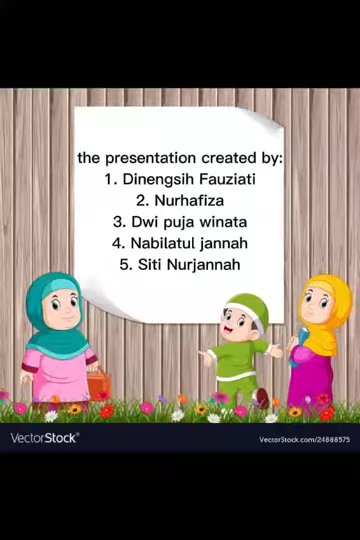 the presentation created by:
1. Dinengsih Fauziati
2. Nurhafiza
3. Dwi puja winata
4. Nabilatul jannah
5. Siti Nurjannah
VectorStock®
VectorStock.com/24888575